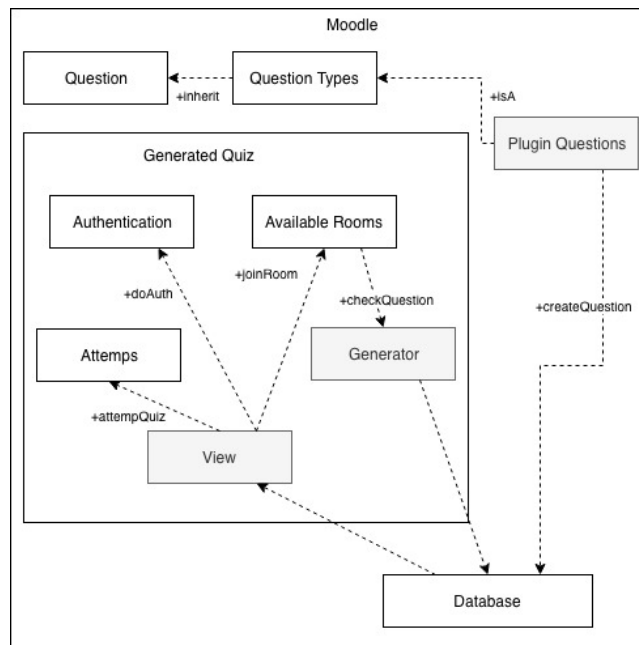 Moodle
Question
Question Types
+inherit
+isA
Plugin Questions
Generated Quiz
Authentication
Available Rooms
+doAuth
+joinRoom
+checkQuestion
+createQuestion
Attemps
Generator
+attempQuiz
View
Database